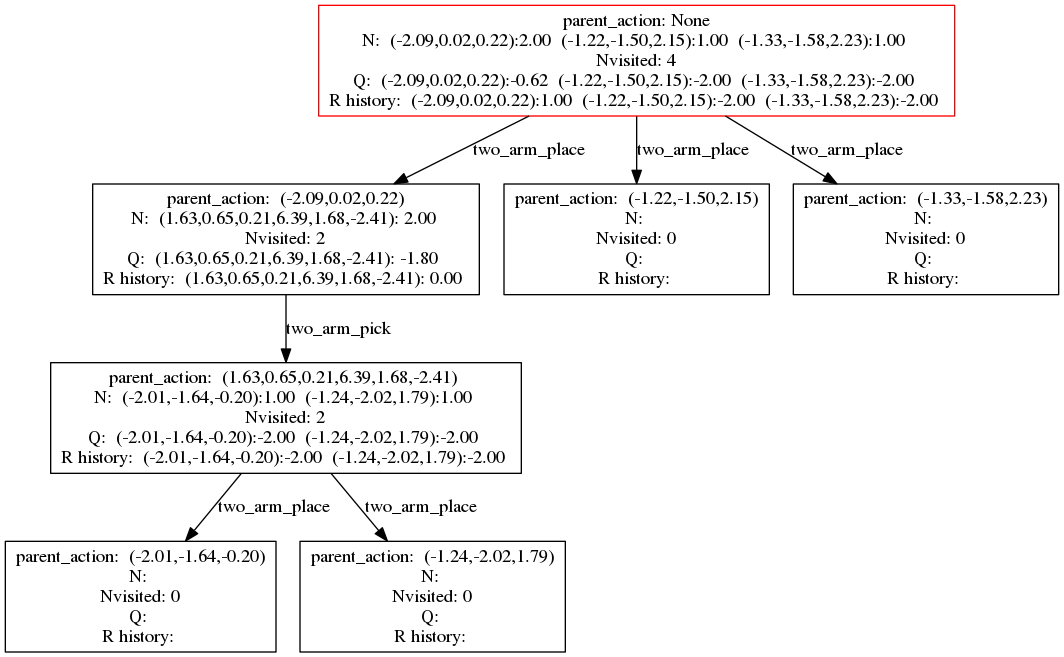 parent_action: None
N: (-2.09,0.02,0.22):2.00 (-1.22,-1.50,2.15):1.00 (-1.33,-1.58,2.23):1.00
Nvisited: 4
Q: (-2.09,0.02,0.22):-0.62 (-1.22,-1.50,2.15):-2.00 (-1.33,-1.58,2.23):-2.00
R history: (-2.09,0.02,0.22):1.00 (-1.22,-1.50,2.15):-2.00 (-1.33,-1.58,2.23):-2.00
two_arm_place
two_arm_place
two_arm_place
parent_action: (-2.09,0.02,0.22)
N: (1.63,0.65,0.21,6.39,1.68,-2.41): 2.00
Nvisited: 2
Q: (1.63,0.65,0.21,6.39,1.68,-2.41): -1.80
R history: (1.63,0.65,0.21,6.39,1.68,-2.41): 0.00
parent_action: (-1.22,-1.50,2.15)
N:
Nvisited: 0
Q:
R history:
parent_action: (-1.33,-1.58,2.23)
N:
Nvisited: 0
Q:
R history:
two_arm_pick
parent_action: (1.63,0.65,0.21,6.39,1.68,-2.41)
N: (-2.01,-1.64,-0.20):1.00 (-1.24,-2.02,1.79):1.00
Nvisited: 2
Q: (-2.01,-1.64,-0.20):-2.00 (-1.24,-2.02,1.79):-2.00
R history: (-2.01,-1.64,-0.20):-2.00 (-1.24,-2.02,1.79):-2.00
two_arm_place
two_arm_place
parent_action: (-2.01,-1.64,-0.20)
N:
Nvisited: 0
Q:
R history:
parent_action: (-1.24,-2.02,1.79)
N:
Nvisited: 0
Q:
R history: